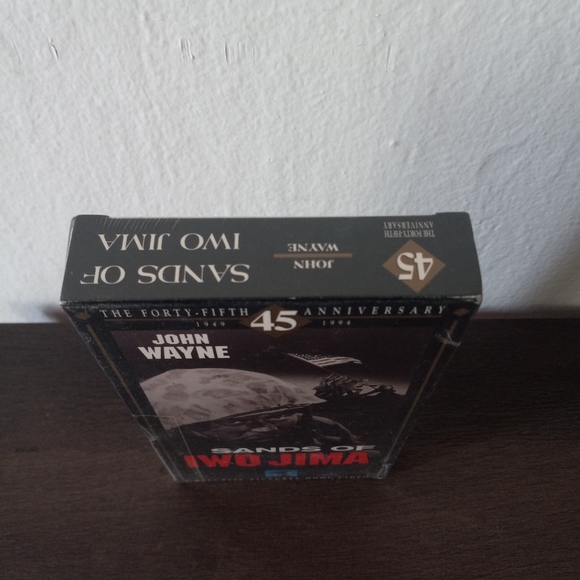 SANDS OF
IWO JIMA
JOHN
WAYNE
45
THE FORTY-FIFTH
ANNIVERSARY
THE FORTY-FIFTH 45 ANNIVERSARY
1949 1994
JOHN
WAYNE
SANDS OF
IWO JIMA